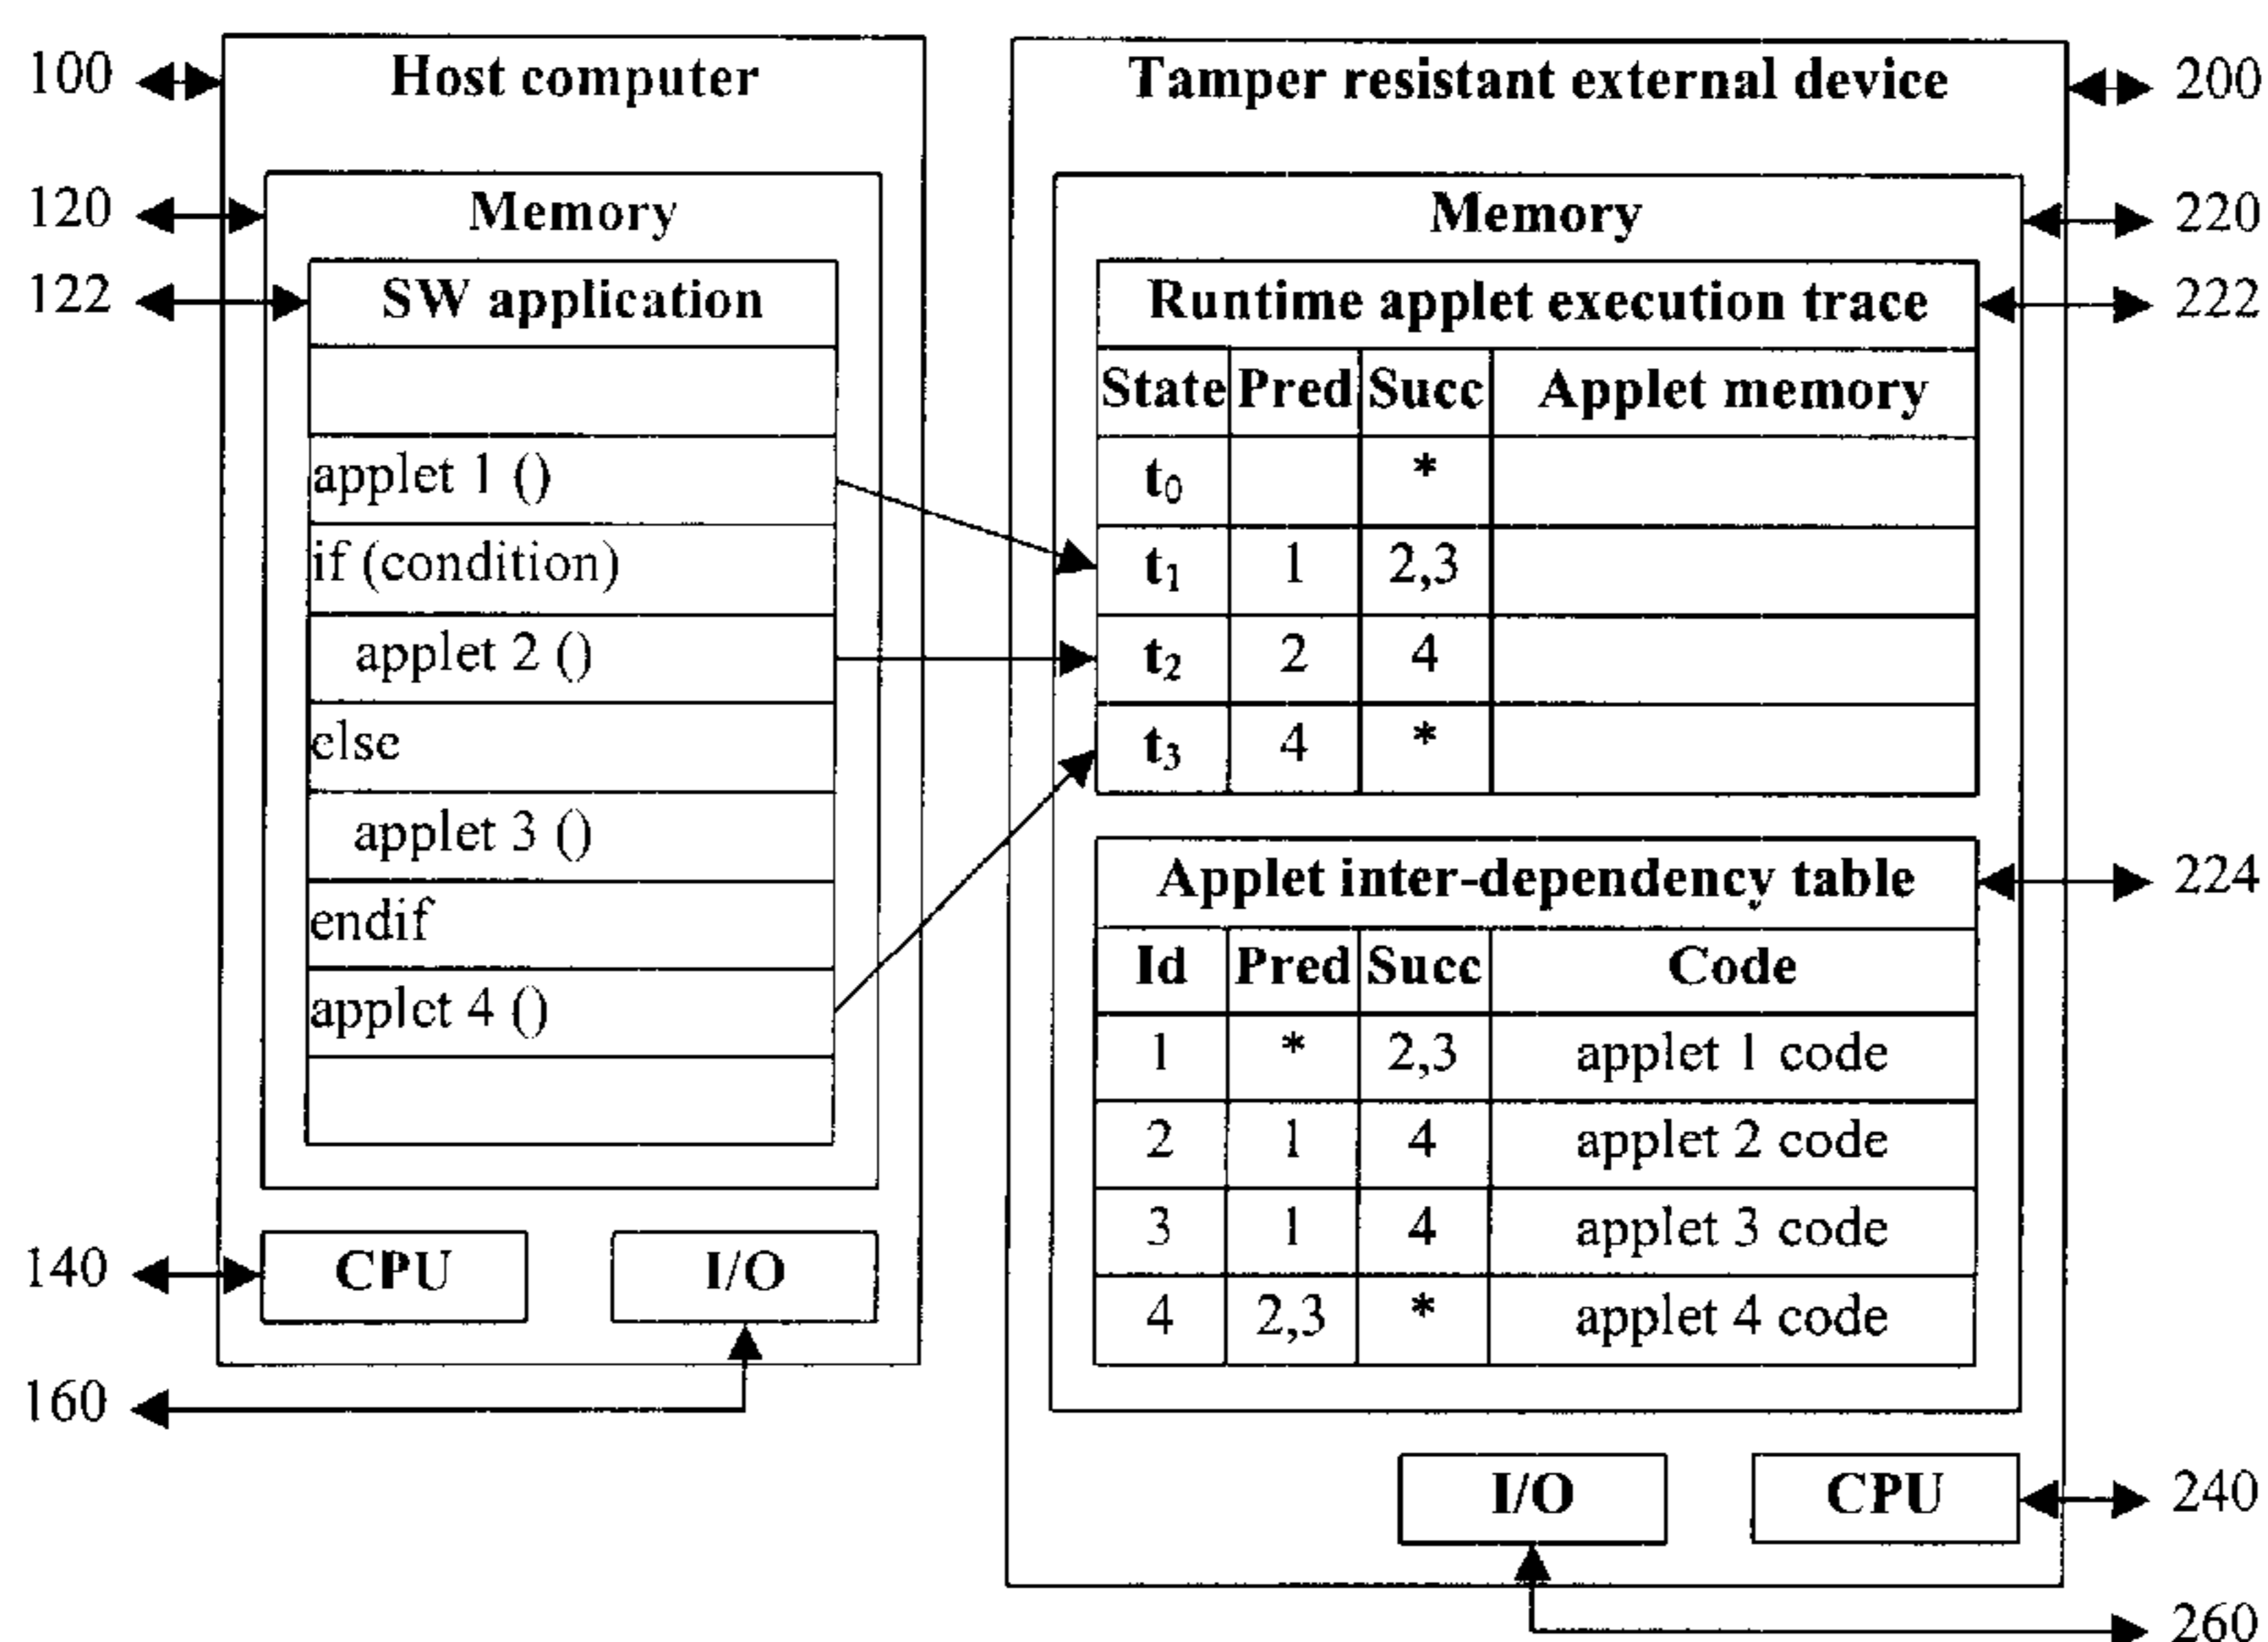 100 Host computer
120 Memory
122 SW application
applet 1 ()
if (condition)
applet 2 ()
else
applet 3 ()
endif
applet 4 ()
140 CPU I/O
160
Tamper resistant external device 200
Memory 220
Runtime applet execution trace 222
State Pred Succ Applet memory
t0 *
t1 1 2,3
t2 2 4
t3 4 *
Applet inter-dependency table 224
Id Pred Succ Code
1 * 2,3 applet 1 code
2 1 4 applet 2 code
3 1 4 applet 3 code
4 2,3 * applet 4 code
I/O CPU 240
260